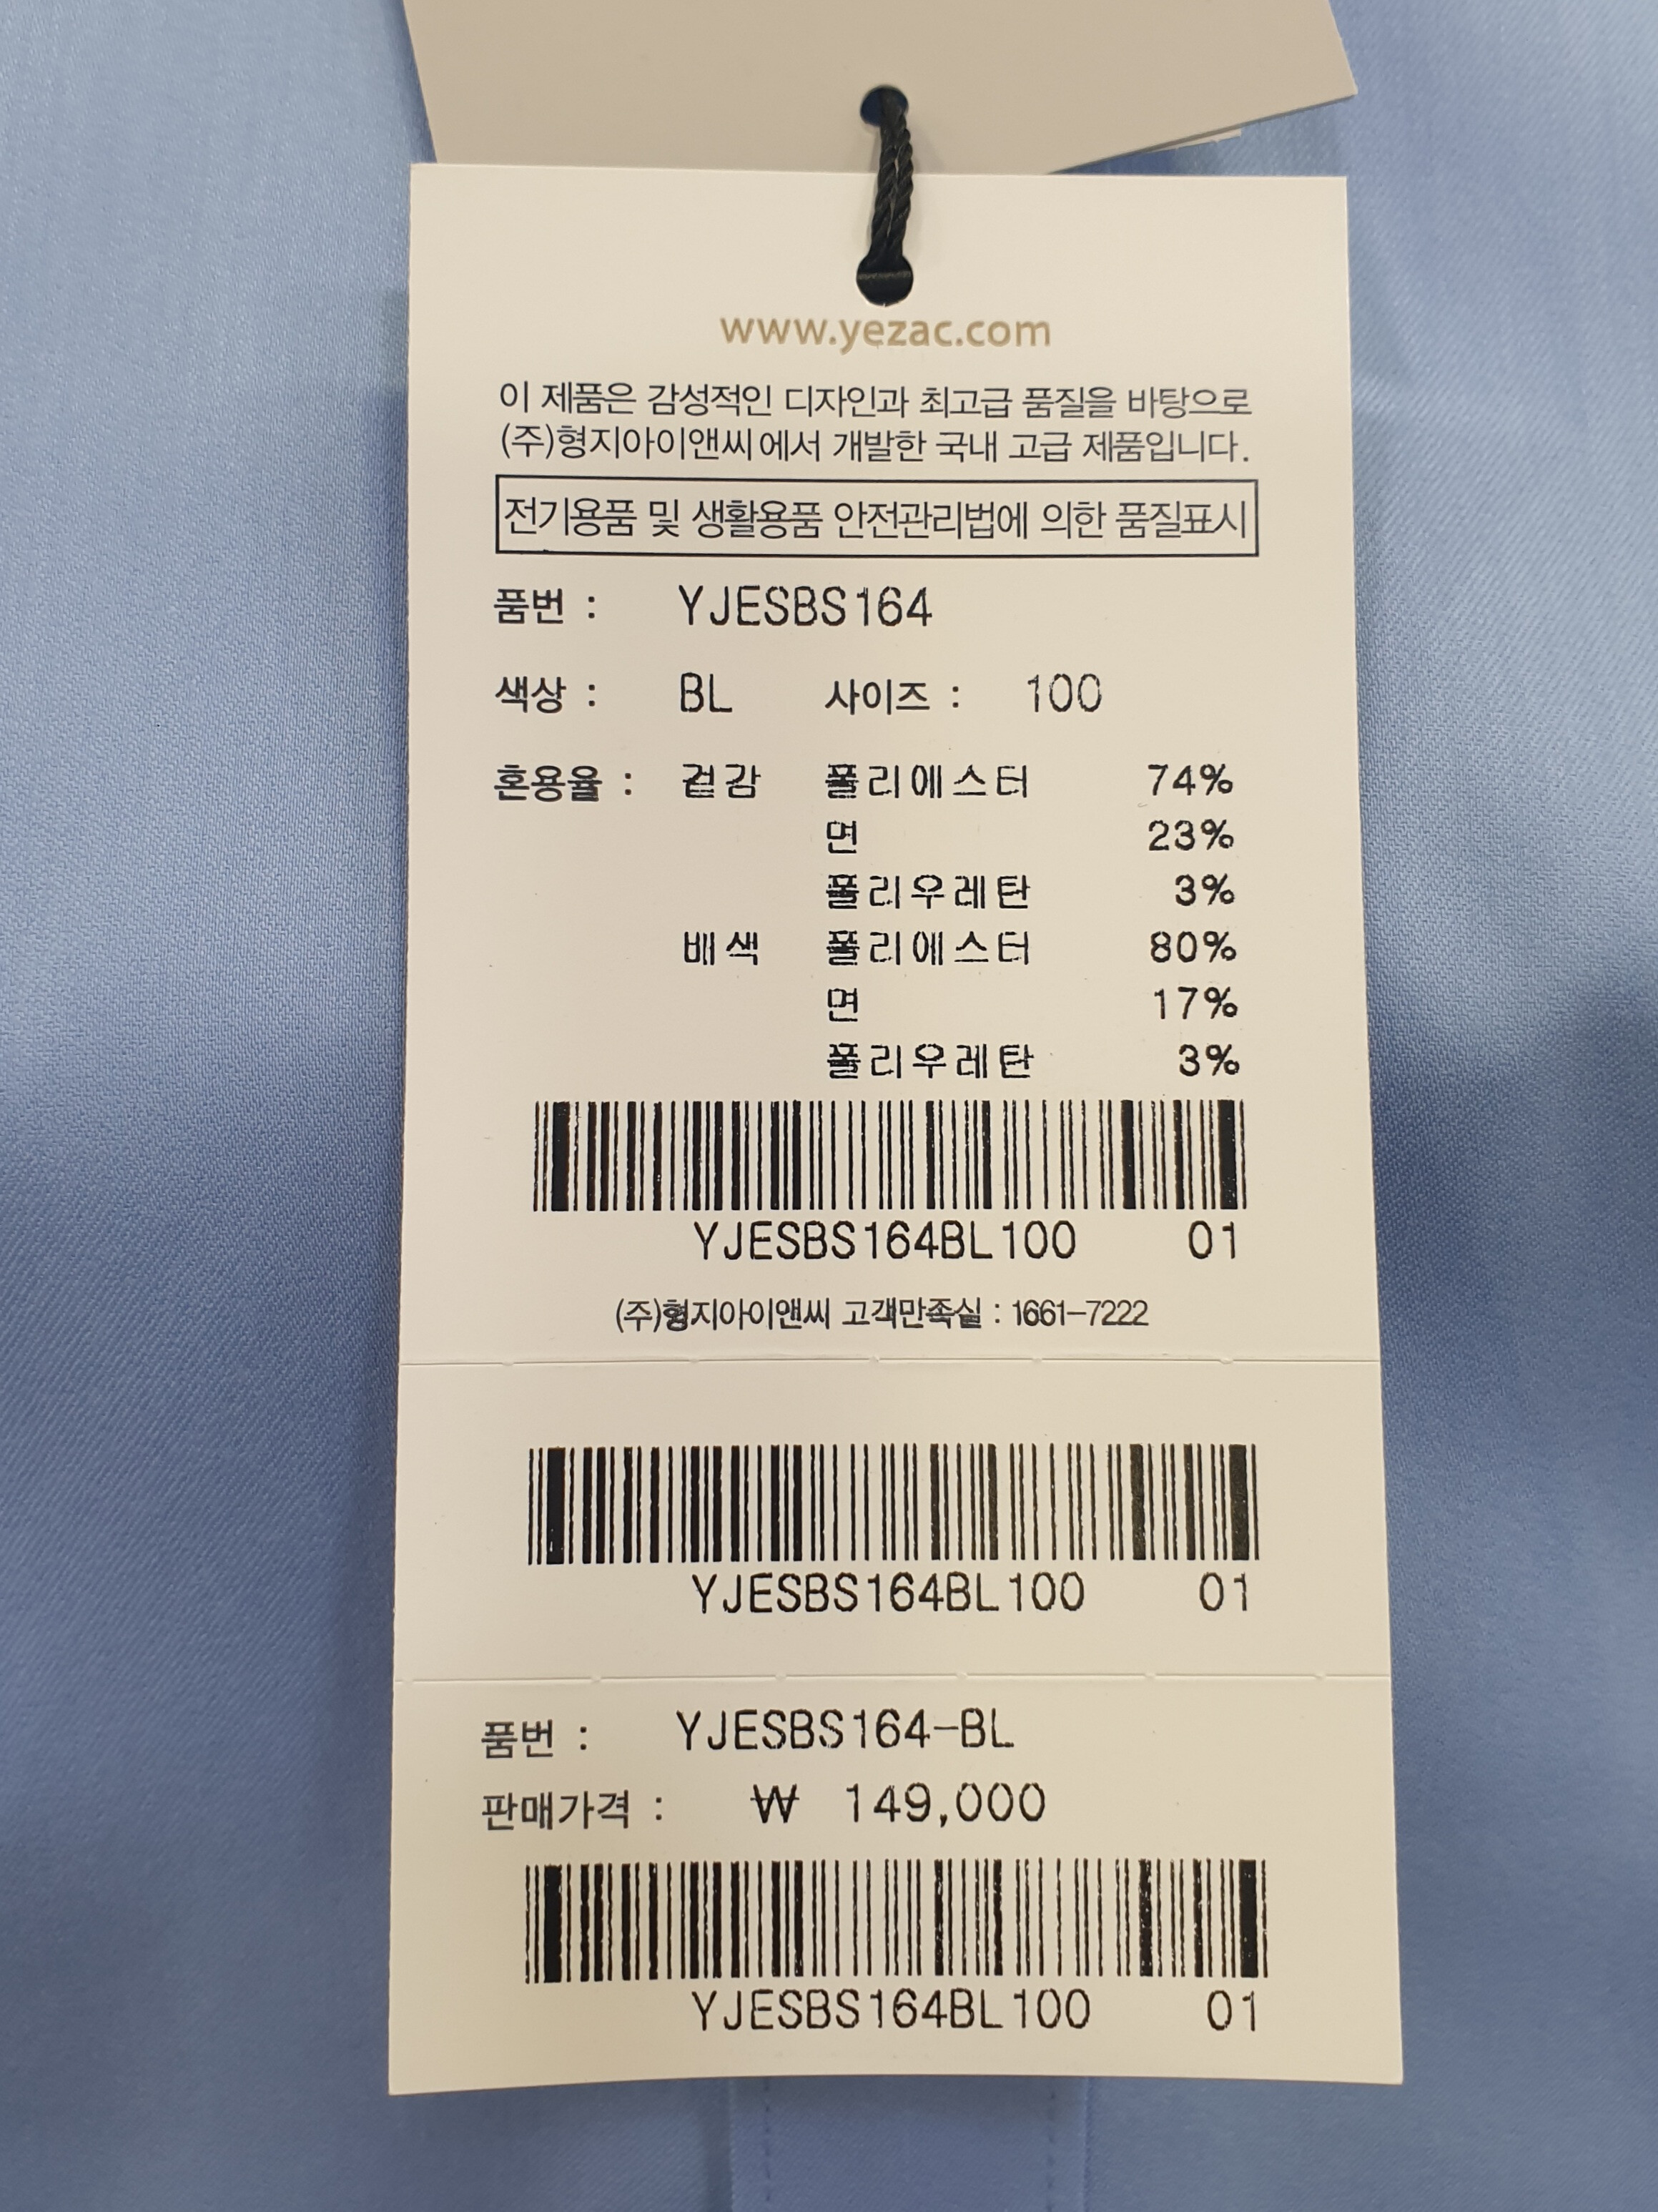 www.yezac.com
이 제품은 감성적인 디자인과 최고급 품질을 바탕으로
(주)형지아이앤씨에서 개발한 국내 고급 제품입니다.
전기용품 및 생활용품 안전관리법에 의한 품질표시
품번 : YJESBS164
색상 : BL 사이즈 : 100
혼용율 : 겉감 폴리에스터 74%
면 23%
폴리우레탄 3%
배색 폴리에스터 80%
면 17%
폴리우레탄 3%
YJESBS164BL100 01
(주)형지아이앤씨 고객만족실 : 1661-7222
YJESBS164BL100 01
품번 : YJESBS164-BL
판매가격 : ₩ 149,000
YJESBS164BL100 01